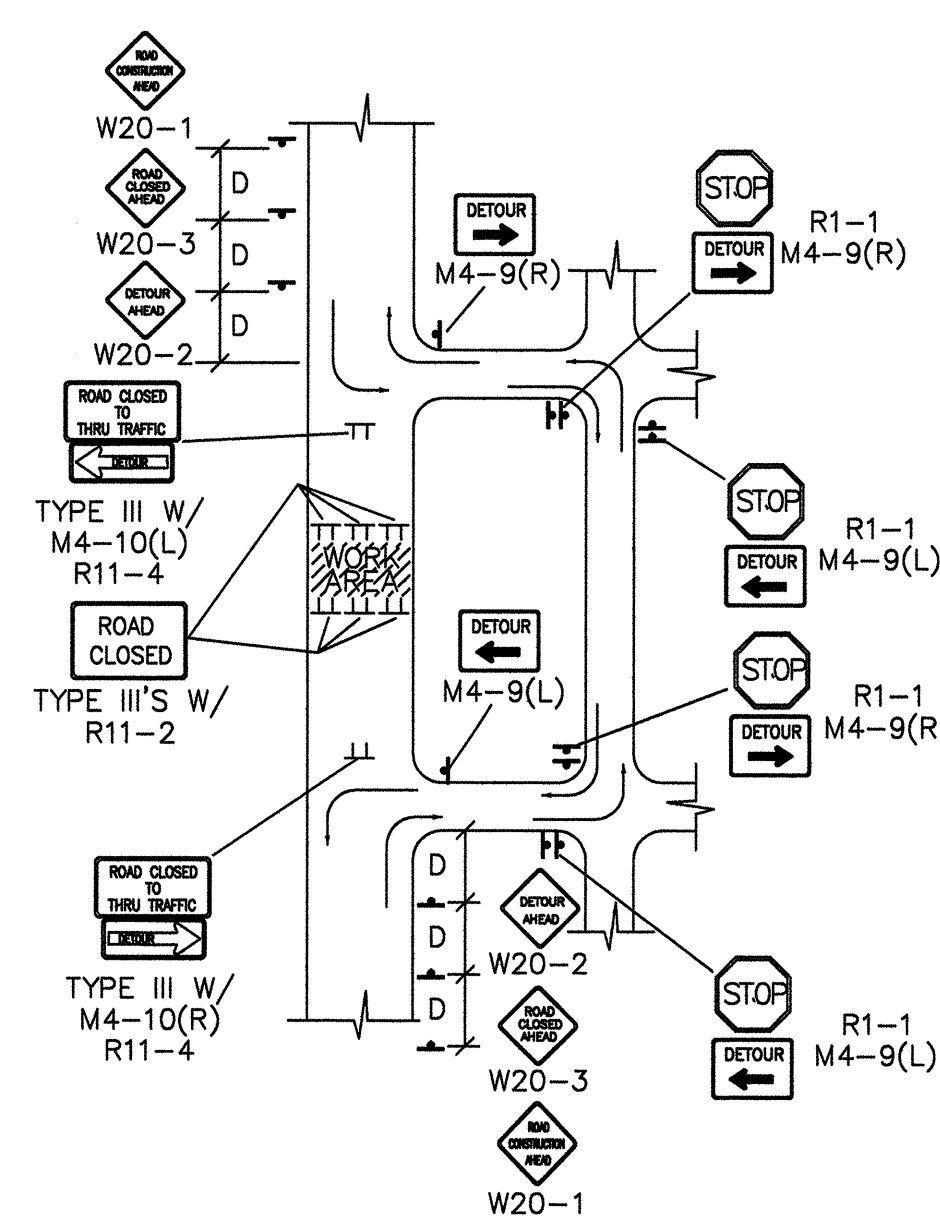 ROAD
CONSTRUCTION
AHEAD
W20-1
D
ROAD
CLOSED
AHEAD
W20-3
D
DETOUR
AHEAD
W20-2
D
DETOUR
M4-9(R)
STOP
R1-1
DETOUR
M4-9(R)
ROAD CLOSED
TO
THRU TRAFFIC
DETOUR
TYPE III W/
M4-10(L)
R11-4
STOP
R1-1
DETOUR
M4-9(L)
WORK
AREA
ROAD
CLOSED
TYPE III'S W/
R11-2
DETOUR
M4-9(L)
STOP
R1-1
DETOUR
M4-9(R
ROAD CLOSED
TO
THRU TRAFFIC
DETOUR
TYPE III W/
M4-10(R)
R11-4
D
DETOUR
AHEAD
W20-2
D
ROAD
CLOSED
AHEAD
W20-3
D
ROAD
CONSTRUCTION
AHEAD
W20-1
STOP
R1-1
DETOUR
M4-9(L)